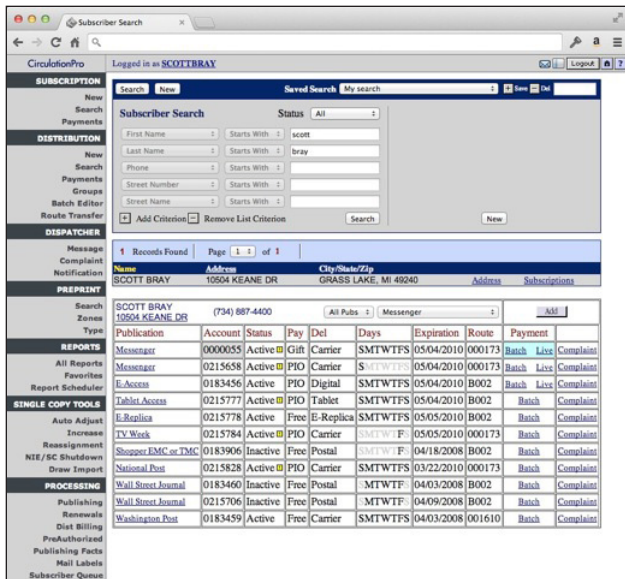 Subscriber Search
CirculationPro
Logged in as SCOTTBRAY
Logout
?
SUBSCRIPTION
New
Search
Payments
DISTRIBUTION
New
Search
Payments
Groups
Batch Editor
Route Transfer
DISPATCHER
Message
Complaint
Notification
PREPRINT
Search
Zones
Type
REPORTS
All Reports
Favorites
Report Scheduler
SINGLE COPY TOOLS
Auto Adjust
Increase
Reassignment
NIE/SC Shutdown
Draw Import
PROCESSING
Publishing
Renewals
Dist Billing
PreAuthorized
Publishing Facts
Mail Labels
Subscriber Queue
Search New Saved Search My search + Save - Del
Subscriber Search Status All
First Name Starts With scott
Last Name Starts With bray
Phone Starts With
Street Number Starts With
Street Name Starts With
+ Add Criterion - Remove List Criterion Search New
1 Records Found Page 1 of 1
Name Address City/State/Zip
SCOTT BRAY 10504 KEANE DR GRASS LAKE, MI 49240 Address Subscriptions
SCOTT BRAY (734) 887-4400 All Pubs Messenger Add
10504 KEANE DR
Publication Account Status Pay Del Days Expiration Route Payment
Messenger 0000055 Active Gift Carrier SMTWTFS 05/04/2010 000173 Batch Live Complaint
Messenger 0215658 Active PIO Carrier SMTWTFS 05/04/2010 000173 Batch Live Complaint
E-Access 0183456 Active PIO Digital SMTWTFS 05/04/2010 B002 Batch Live Complaint
Tablet Access 0215777 Active PIO Tablet SMTWTFS 05/04/2010 B002 Batch Complaint
E-Replica 0215778 Active Free E-Replica SMTWTFS 05/05/2010 B002 Batch Complaint
TV Week 0215784 Active PIO Carrier SMTWTFS 05/05/2010 000173 Batch Complaint
Shopper EMC or TMC 0183906 Inactive Free Postal SMTWTFS 04/18/2008 B002 Batch Complaint
National Post 0215828 Active PIO Carrier SMTWTFS 03/22/2010 000173 Batch Complaint
Wall Street Journal 0183460 Inactive Free Postal SMTWTFS 04/03/2008 B002 Batch Complaint
Wall Street Journal 0215706 Inactive Free Postal SMTWTFS 04/09/2008 B002 Batch Complaint
Washington Post 0183459 Active Free Carrier SMTWTFS 04/03/2008 001610 Batch Complaint